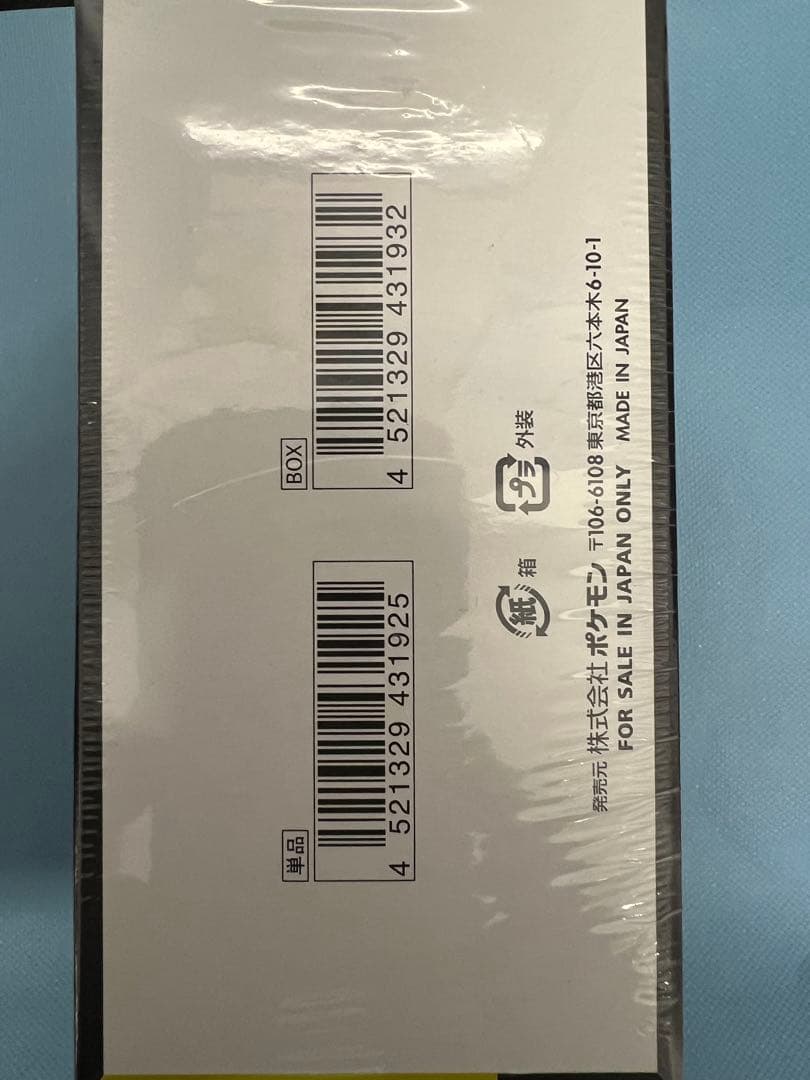 単品
4 521329 431925
BOX
4 521329 431932
紙 箱
プラ 外装
発売元 株式会社ポケモン 〒106-6108 東京都港区六本木6-10-1
FOR SALE IN JAPAN ONLY MADE IN JAPAN